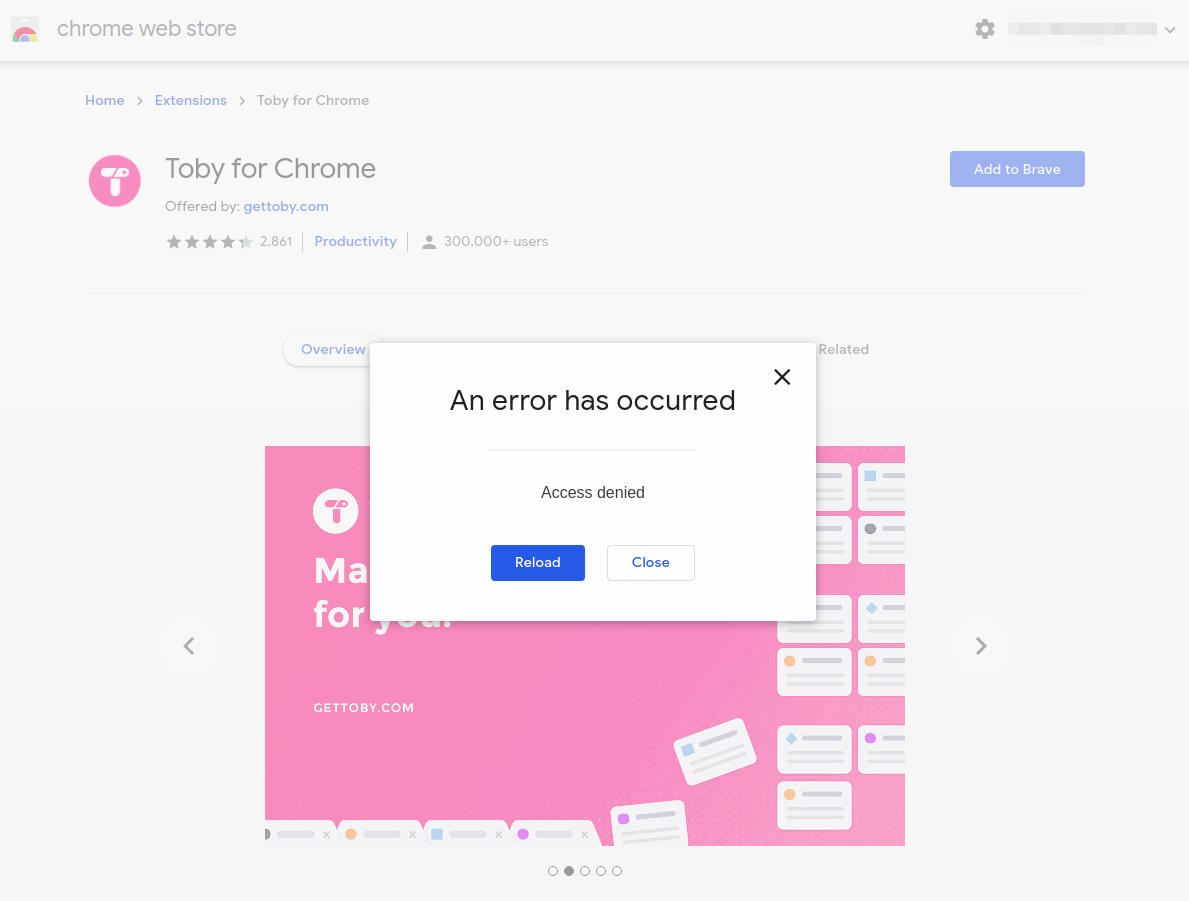 chrome web store
Home > Extensions > Toby for Chrome
Toby for Chrome
Add to Brave
Offered by: gettoby.com
2,861 Productivity 300,000+ users
Overview
Related
An error has occurred
Access denied
Reload Close
for you.
GETTOBY.COM